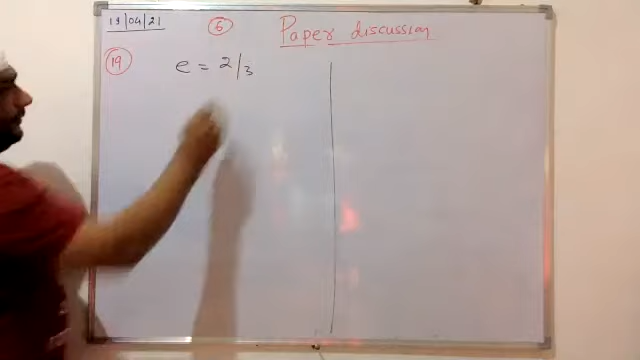 19/04/21
6
Paper discussion
19
e = 2/3